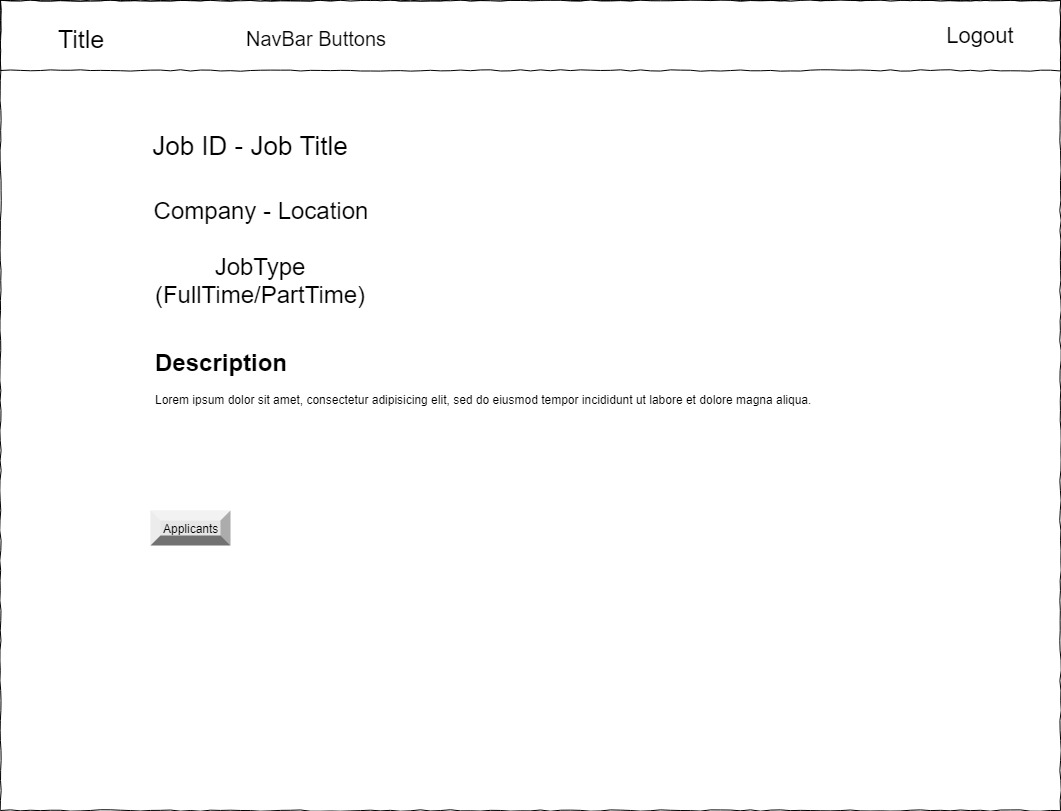 Title
NavBar Buttons
Logout
Job ID - Job Title
Company - Location
JobType
(FullTime/PartTime)
Description
Lorem ipsum dolor sit amet, consectetur adipisicing elit, sed do eiusmod tempor incididunt ut labore et dolore magna aliqua.
Applicants